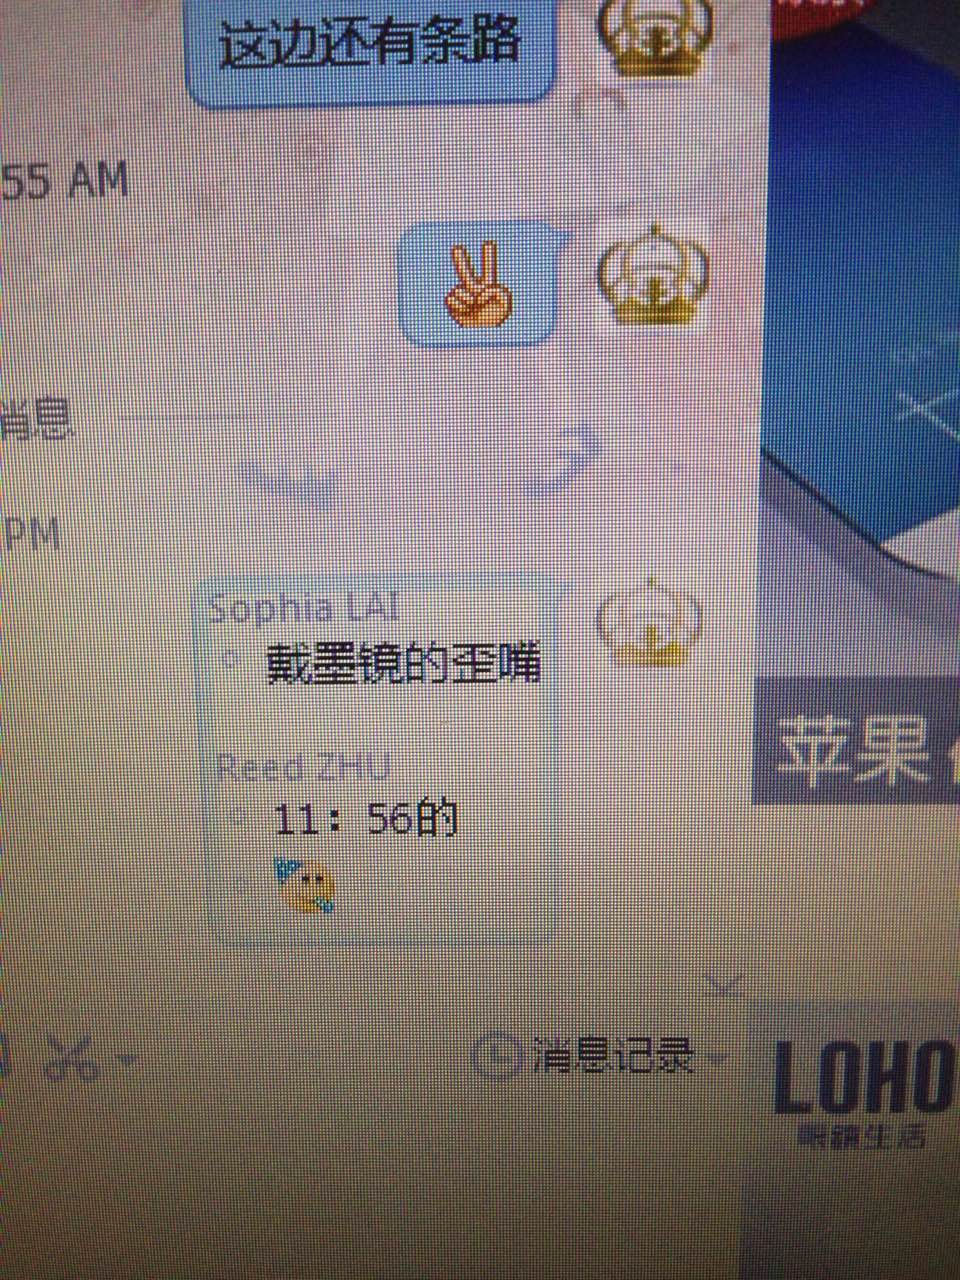 这边还有条路
55 AM
消息
PM
Sophia LAI
戴墨镜的歪嘴
Reed ZHU
11：56的
苹果
消息记录
LOHO
眼鏡生活